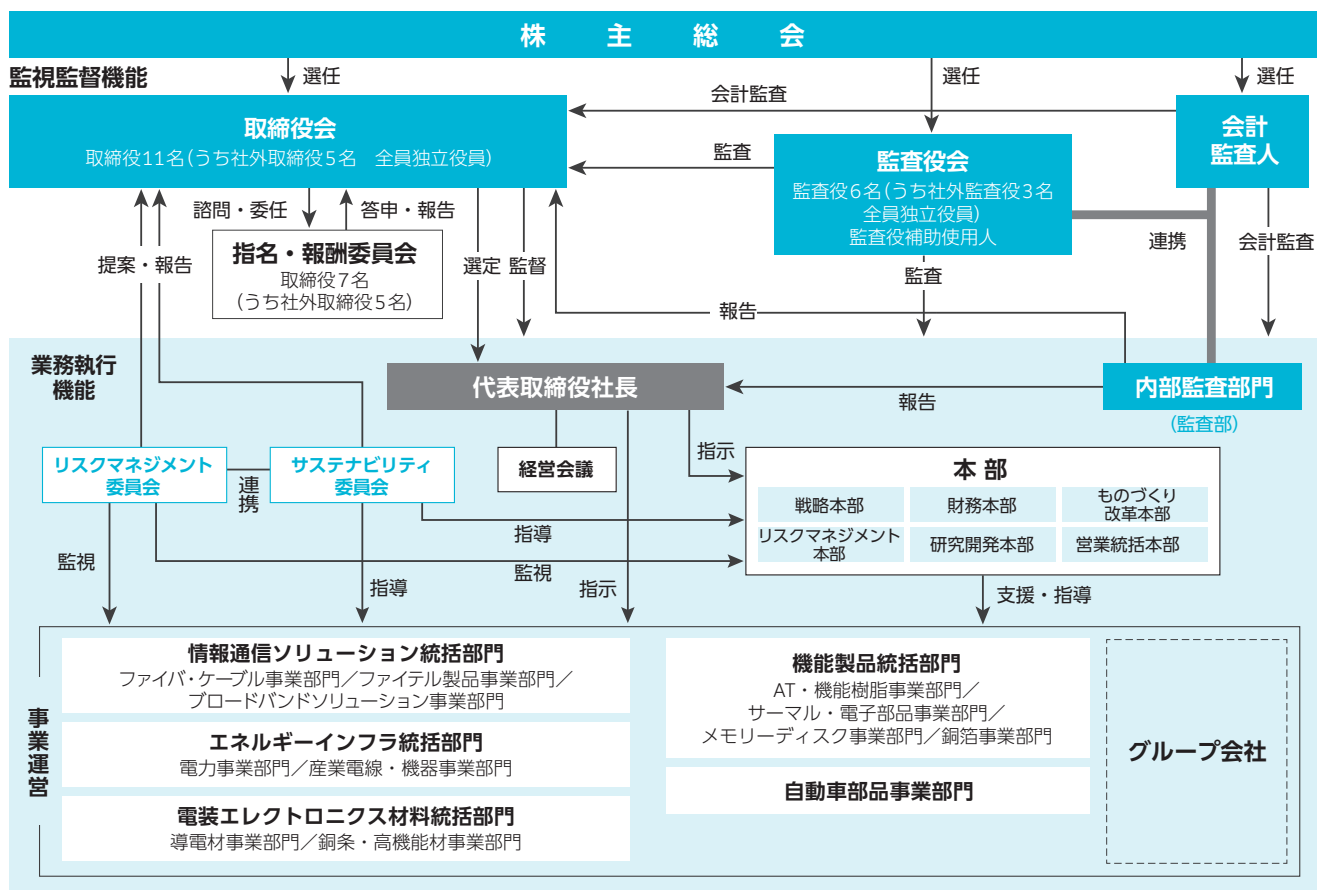 株主総会
監視監督機能
選任
選任
選任
会計監査
取締役会
取締役11名(うち社外取締役5名　全員独立役員)
監査
監査役会
監査役6名(うち社外監査役3名
全員独立役員)
監査役補助使用人
会計
監査人
諮問・委任
答申・報告
指名・報酬委員会
取締役7名
(うち社外取締役5名)
提案・報告
選定
監督
監査
連携
会計監査
報告
業務執行
機能
代表取締役社長
報告
内部監査部門
(監査部)
リスクマネジメント
委員会
連携
サステナビリティ
委員会
経営会議
指示
本部
戦略本部
財務本部
ものづくり
改革本部
リスクマネジメント
本部
研究開発本部
営業統括本部
指導
監視
監視
指導
指示
支援・指導
事業運営
情報通信ソリューション統括部門
ファイバ・ケーブル事業部門／ファイテル製品事業部門／
ブロードバンドソリューション事業部門
エネルギーインフラ統括部門
電力事業部門／産業電線・機器事業部門
電装エレクトロニクス材料統括部門
導電材事業部門／銅条・高機能材事業部門
機能製品統括部門
AT・機能樹脂事業部門／
サーマル・電子部品事業部門／
メモリーディスク事業部門／銅箔事業部門
自動車部品事業部門
グループ会社